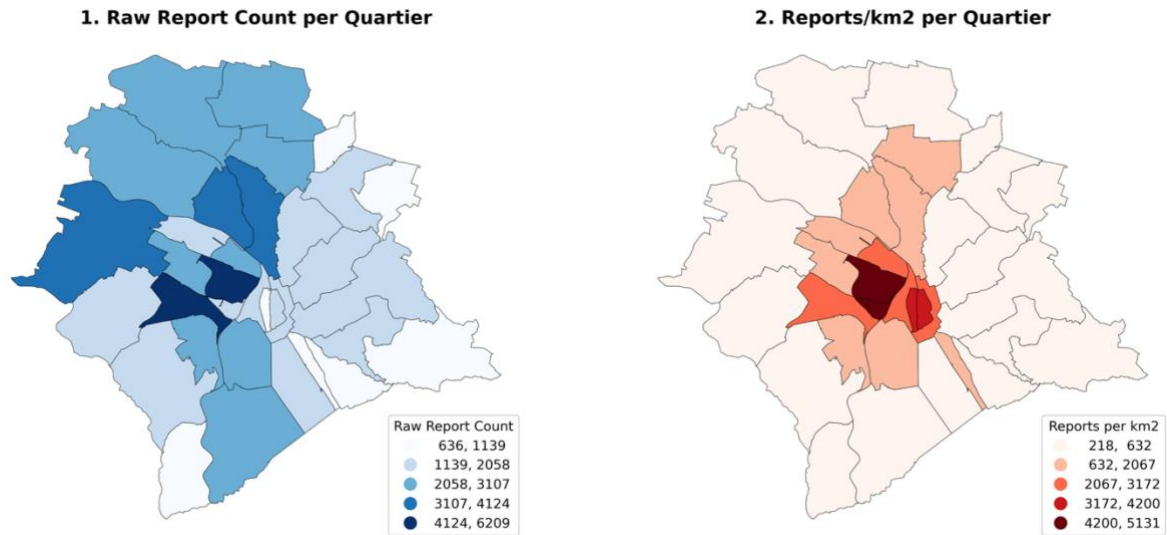 1. Raw Report Count per Quartier
2. Reports/km2 per Quartier
Raw Report Count
636, 1139
1139, 2058
2058, 3107
3107, 4124
4124, 6209
Reports per km2
218, 632
632, 2067
2067, 3172
3172, 4200
4200, 5131